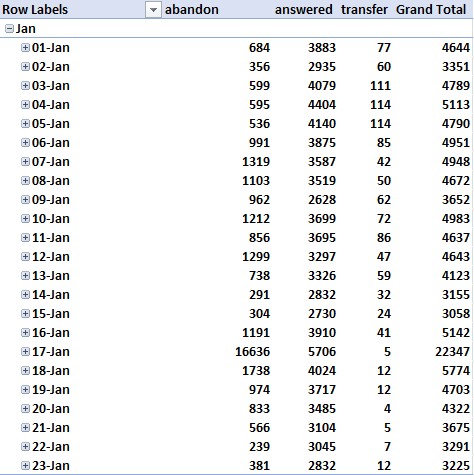 Row Labels abandon answered transfer Grand Total
Jan
01-Jan 684 3883 77 4644
02-Jan 356 2935 60 3351
03-Jan 599 4079 111 4789
04-Jan 595 4404 114 5113
05-Jan 536 4140 114 4790
06-Jan 991 3875 85 4951
07-Jan 1319 3587 42 4948
08-Jan 1103 3519 50 4672
09-Jan 962 2628 62 3652
10-Jan 1212 3699 72 4983
11-Jan 856 3695 86 4637
12-Jan 1299 3297 47 4643
13-Jan 738 3326 59 4123
14-Jan 291 2832 32 3155
15-Jan 304 2730 24 3058
16-Jan 1191 3910 41 5142
17-Jan 16636 5706 5 22347
18-Jan 1738 4024 12 5774
19-Jan 974 3717 12 4703
20-Jan 833 3485 4 4322
21-Jan 566 3104 5 3675
22-Jan 239 3045 7 3291
23-Jan 381 2832 12 3225